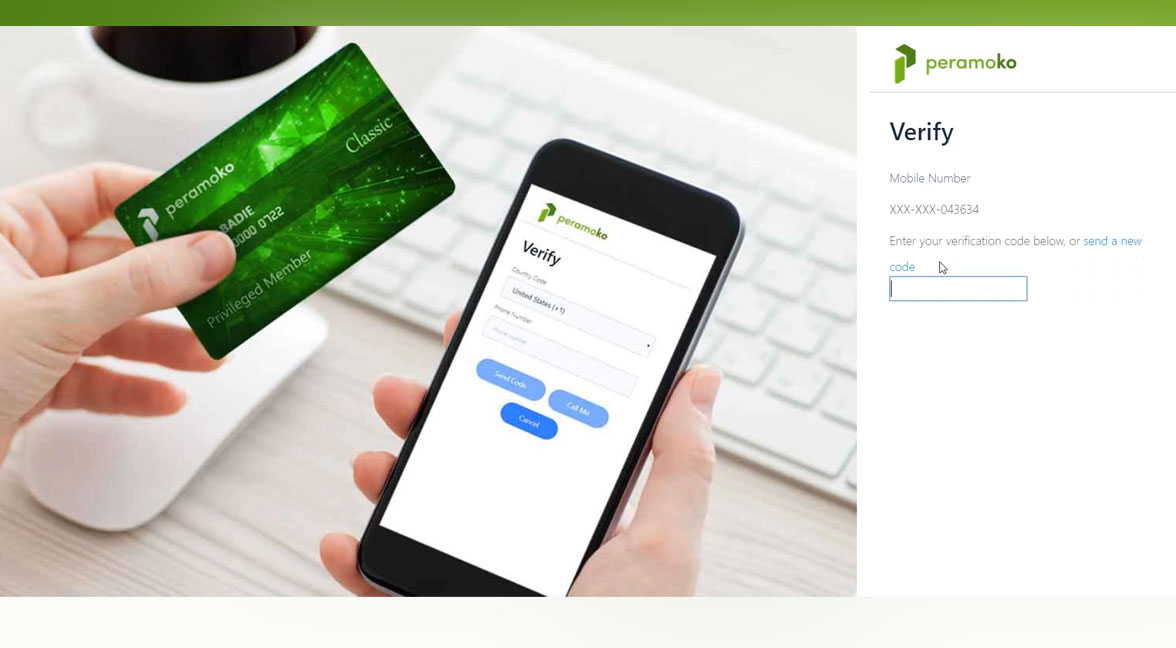 peramoko
Classic
SADIE
0000 0722
Privileged Member
peramoko
Verify
Country Code
United States (+1)
Phone Number
Phone number
Send Code
Call Me
Cancel
peramoko
Verify
Mobile Number
XXX-XXX-043634
Enter your verification code below, or send a new
code